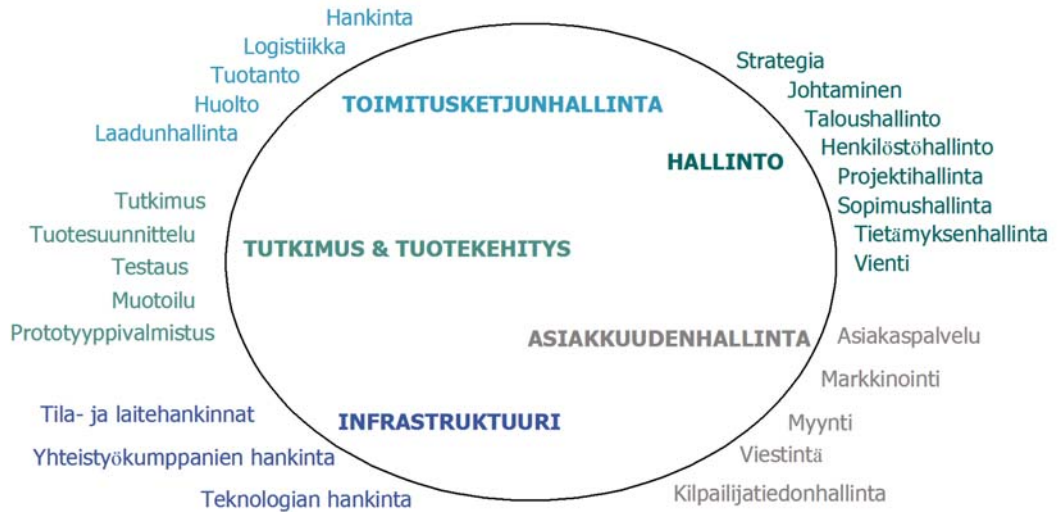 Hankinta
Logistiikka
Tuotanto
Huolto
Laadunhallinta
TOIMITUSKETJUNHALLINTA
Strategia
Johtaminen
Taloushallinto
Henkilöstöhallinto
Projektihallinta
Sopimushallinta
Tietämyksenhallinta
Vienti
HALLINTO
Tutkimus
Tuotesuunnittelu
Testaus
Muotoilu
Prototyyppivalmistus
TUTKIMUS & TUOTEKEHITYS
ASIAKKUUDENHALLINTA
Asiakaspalvelu
Markkinointi
Myynti
Viestintä
Kilpailijatiedonhallinta
Tila- ja laitehankinnat
Yhteistyökumppanien hankinta
Teknologian hankinta
INFRASTRUKTUURI